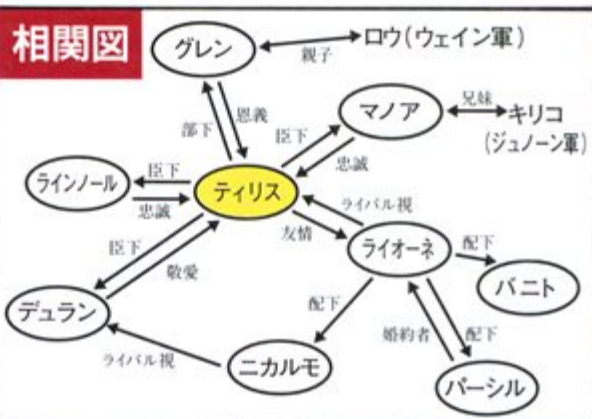 相関図
グレン
親子
ロウ(ウェイン軍)
恩義
部下
マノア
兄妹
キリコ
(ジュノーン軍)
臣下
忠誠
ラインノール
臣下
忠誠
ティリス
ライバル視
友情
ライオーネ
配下
バニト
臣下
敬愛
デュラン
ライバル視
ニカルモ
配下
婚約者
配下
パーシル